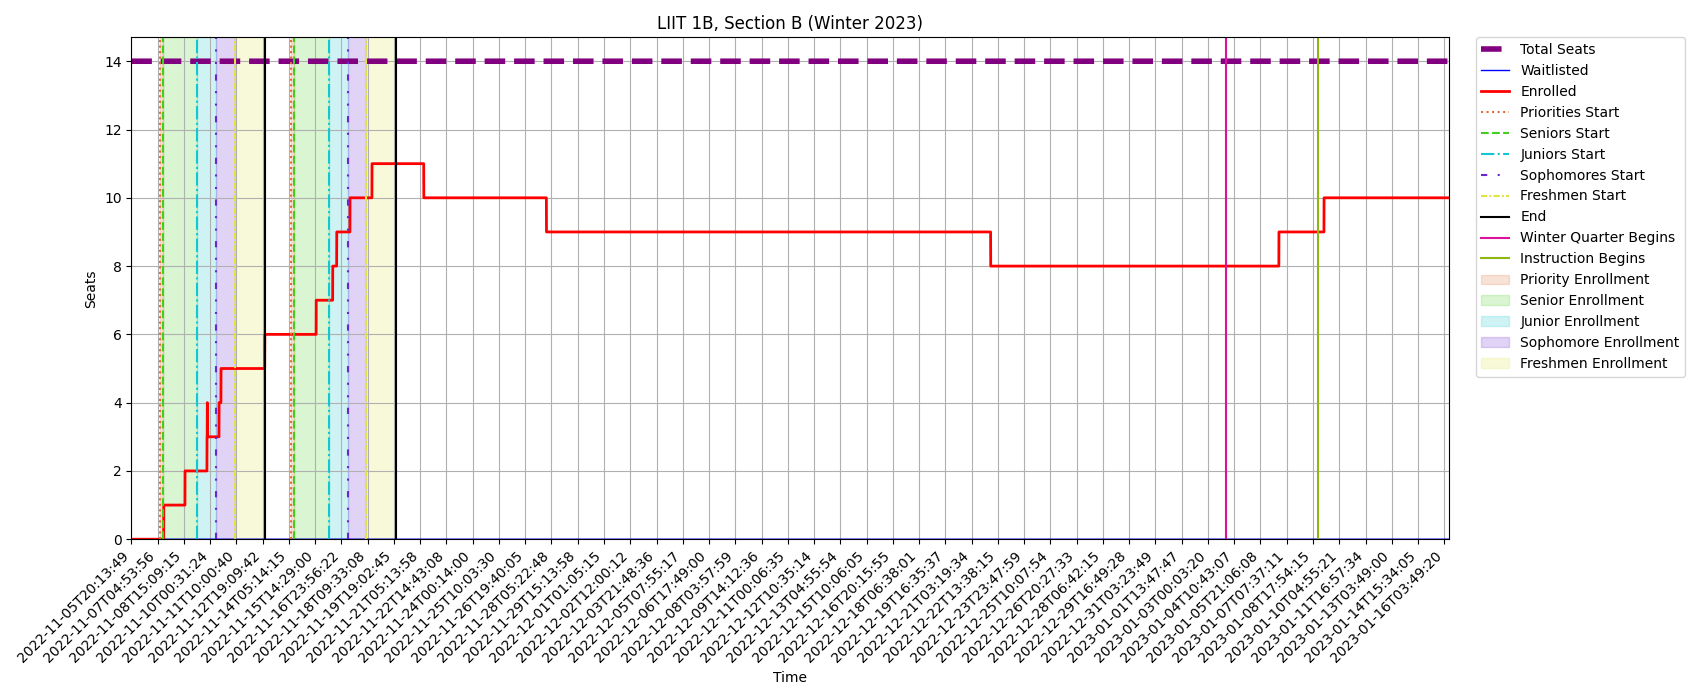 LIIT 1B, Section B (Winter 2023)
Seats
14
12
10
8
6
4
2
0
2022-11-05T20:13:49
2022-11-07T04:53:56
2022-11-08T15:09:15
2022-11-10T00:31:24
2022-11-11T10:00:40
2022-11-12T19:09:42
2022-11-14T05:14:15
2022-11-15T14:29:00
2022-11-16T23:56:22
2022-11-18T09:33:08
2022-11-19T19:02:45
2022-11-21T05:13:58
2022-11-22T14:43:08
2022-11-24T00:14:00
2022-11-25T10:03:30
2022-11-26T19:40:05
2022-11-28T05:22:48
2022-11-29T15:13:58
2022-12-01T01:05:15
2022-12-02T12:00:12
2022-12-03T21:48:36
2022-12-05T07:55:17
2022-12-06T17:49:00
2022-12-08T03:57:59
2022-12-09T14:12:36
2022-12-11T00:06:35
2022-12-12T10:35:14
2022-12-13T04:55:54
2022-12-15T10:06:05
2022-12-16T20:15:55
2022-12-18T06:38:01
2022-12-19T16:35:37
2022-12-21T03:19:34
2022-12-22T13:38:15
2022-12-23T23:47:59
2022-12-25T10:07:54
2022-12-26T20:27:33
2022-12-28T06:42:15
2022-12-29T16:49:28
2022-12-31T03:23:49
2023-01-01T13:47:47
2023-01-03T00:03:20
2023-01-04T10:43:07
2023-01-05T21:06:08
2023-01-07T07:37:11
2023-01-08T17:54:15
2023-01-10T04:55:21
2023-01-11T16:57:34
2023-01-13T03:49:00
2023-01-14T15:34:05
2023-01-16T03:49:20
Time
Total Seats
Waitlisted
Enrolled
Priorities Start
Seniors Start
Juniors Start
Sophomores Start
Freshmen Start
End
Winter Quarter Begins
Instruction Begins
Priority Enrollment
Senior Enrollment
Junior Enrollment
Sophomore Enrollment
Freshmen Enrollment